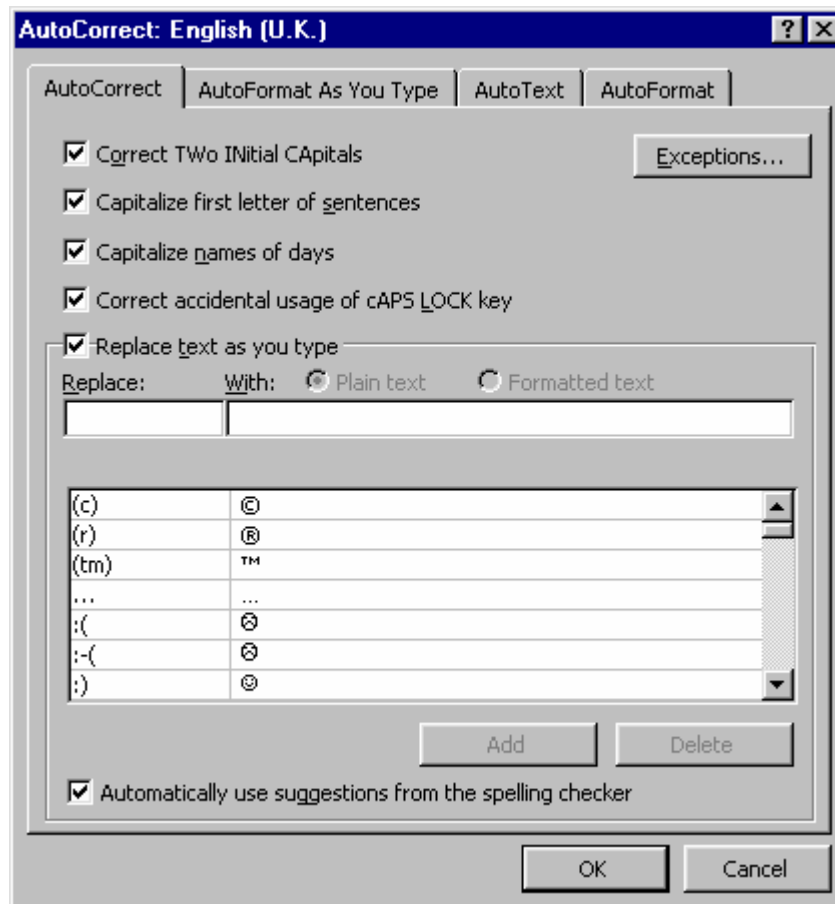 AutoCorrect: English (U.K.)
AutoCorrect AutoFormat As You Type AutoText AutoFormat
Correct TWo INitial CApitals Exceptions...
Capitalize first letter of sentences
Capitalize names of days
Correct accidental usage of cAPS LOCK key
Replace text as you type
Replace: With: Plain text Formatted text
(c) ©
(r) ®
(tm) ™
... …
:( ☹
:-( ☹
:) ☺
Add Delete
Automatically use suggestions from the spelling checker
OK Cancel